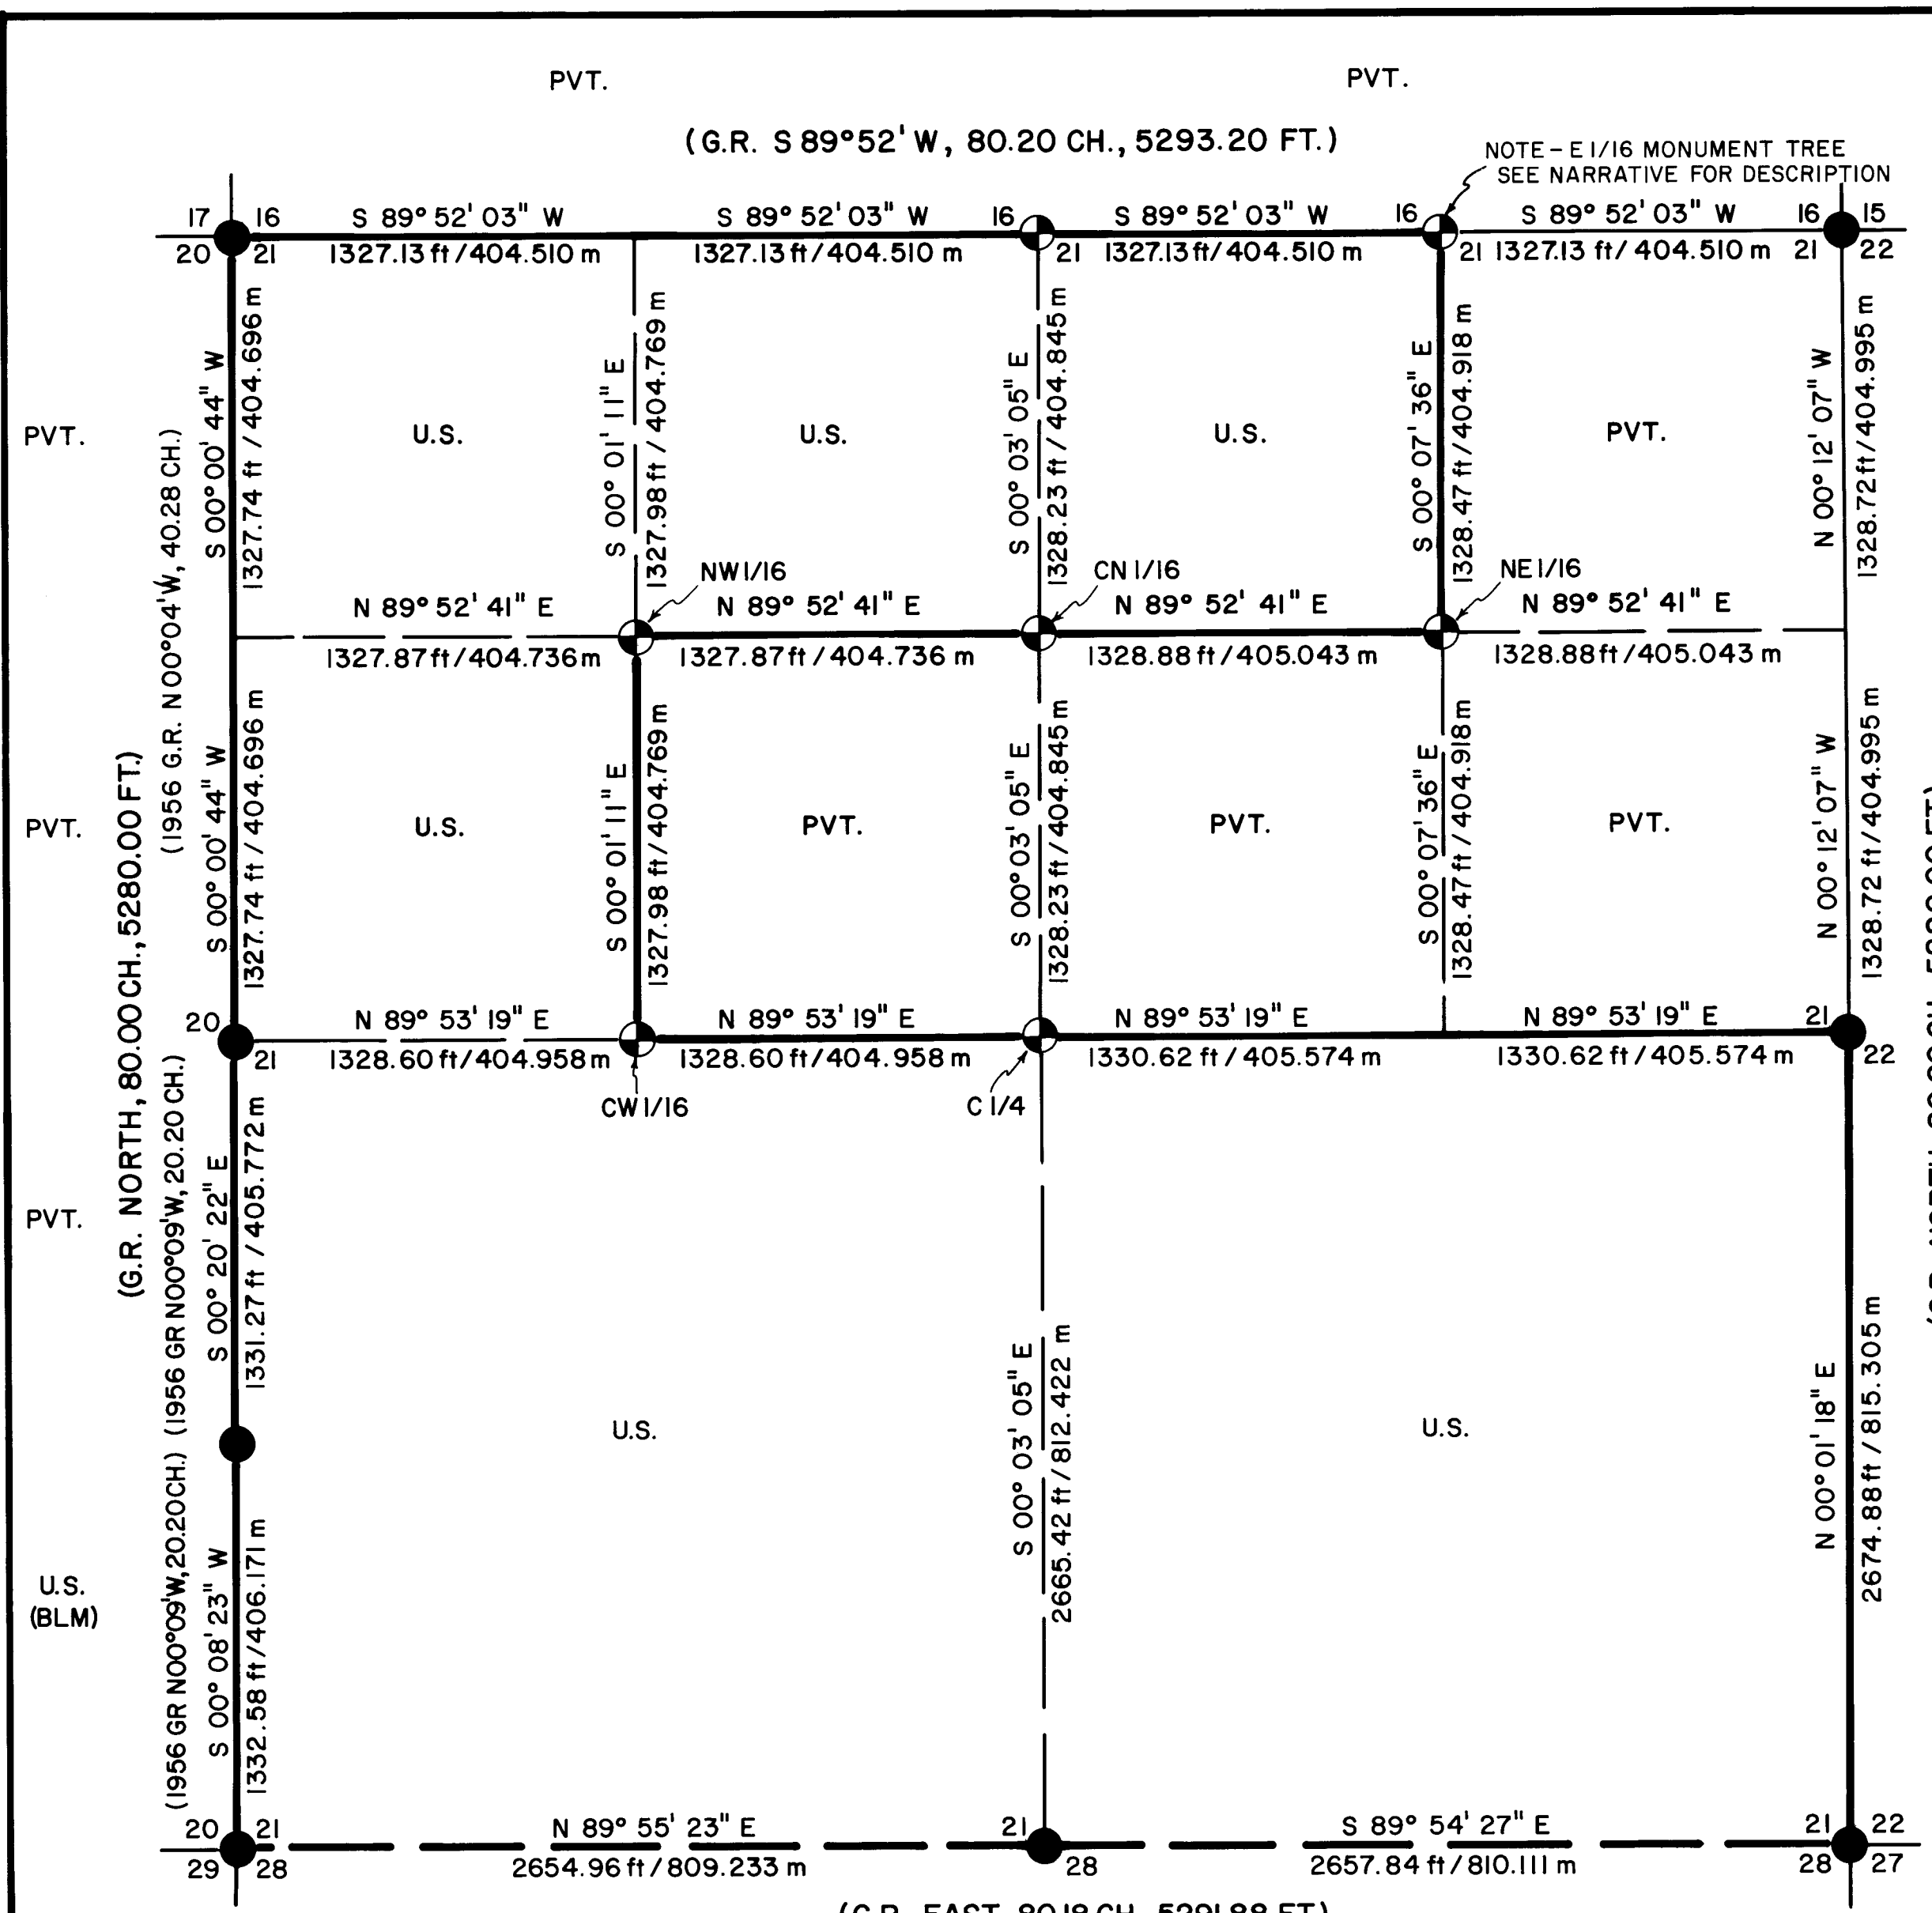 PVT.
PVT.
(G.R. S 89°52' W, 80.20 CH., 5293.20 FT.)
NOTE – E 1/16 MONUMENT TREE
SEE NARRATIVE FOR DESCRIPTION
17
16
S 89° 52' 03" W
S 89° 52' 03" W
16
S 89° 52' 03" W
16
S 89° 52' 03" W
16
15
20
21
1327.13 ft / 404.510 m
1327.13 ft / 404.510 m
21
1327.13 ft / 404.510 m
21
1327.13 ft / 404.510 m
21
22
S 00° 00' 44" W
1327.74 ft / 404.696 m
S 00° 01' 11" E
1327.98 ft / 404.769 m
S 00° 03' 05" E
1328.23 ft / 404.845 m
S 00° 07' 36" E
1328.47 ft / 404.918 m
N 00° 12' 07" W
1328.72 ft / 404.995 m
PVT.
U.S.
U.S.
U.S.
PVT.
(1956 G.R. N 00°04' W, 40.28 CH.)
NW 1/16
CN 1/16
NE 1/16
N 89° 52' 41" E
N 89° 52' 41" E
N 89° 52' 41" E
N 89° 52' 41" E
1327.87 ft / 404.736 m
1327.87 ft / 404.736 m
1328.88 ft / 405.043 m
1328.88 ft / 405.043 m
(G.R. NORTH, 80.00 CH., 5280.00 FT.)
S 00° 00' 44" W
1327.74 ft / 404.696 m
S 00° 01' 11" E
1327.98 ft / 404.769 m
S 00° 03' 05" E
1328.23 ft / 404.845 m
S 00° 07' 36" E
1328.47 ft / 404.918 m
N 00° 12' 07" W
1328.72 ft / 404.995 m
PVT.
U.S.
PVT.
PVT.
PVT.
20
N 89° 53' 19" E
N 89° 53' 19" E
N 89° 53' 19" E
N 89° 53' 19" E
21
21
1328.60 ft / 404.958 m
1328.60 ft / 404.958 m
1330.62 ft / 405.574 m
1330.62 ft / 405.574 m
22
CW 1/16
C 1/4
(1956 GR N00°09'W, 20.20 CH.)
S 00° 20' 22" E
1331.27 ft / 405.772 m
PVT.
U.S.
U.S.
S 00° 03' 05" E
2665.42 ft / 812.422 m
N 00° 01' 18" E
2674.88 ft / 815.305 m
U.S.
(BLM)
(1956 GR N00°09'W, 20.20 CH.)
S 00° 08' 23" W
1332.58 ft / 406.171 m
20
21
N 89° 55' 23" E
21
S 89° 54' 27" E
21
22
29
28
2654.96 ft / 809.233 m
28
2657.84 ft / 810.111 m
28
27
(G.R. EAST, 80.18 CH., 5291.88 FT.)